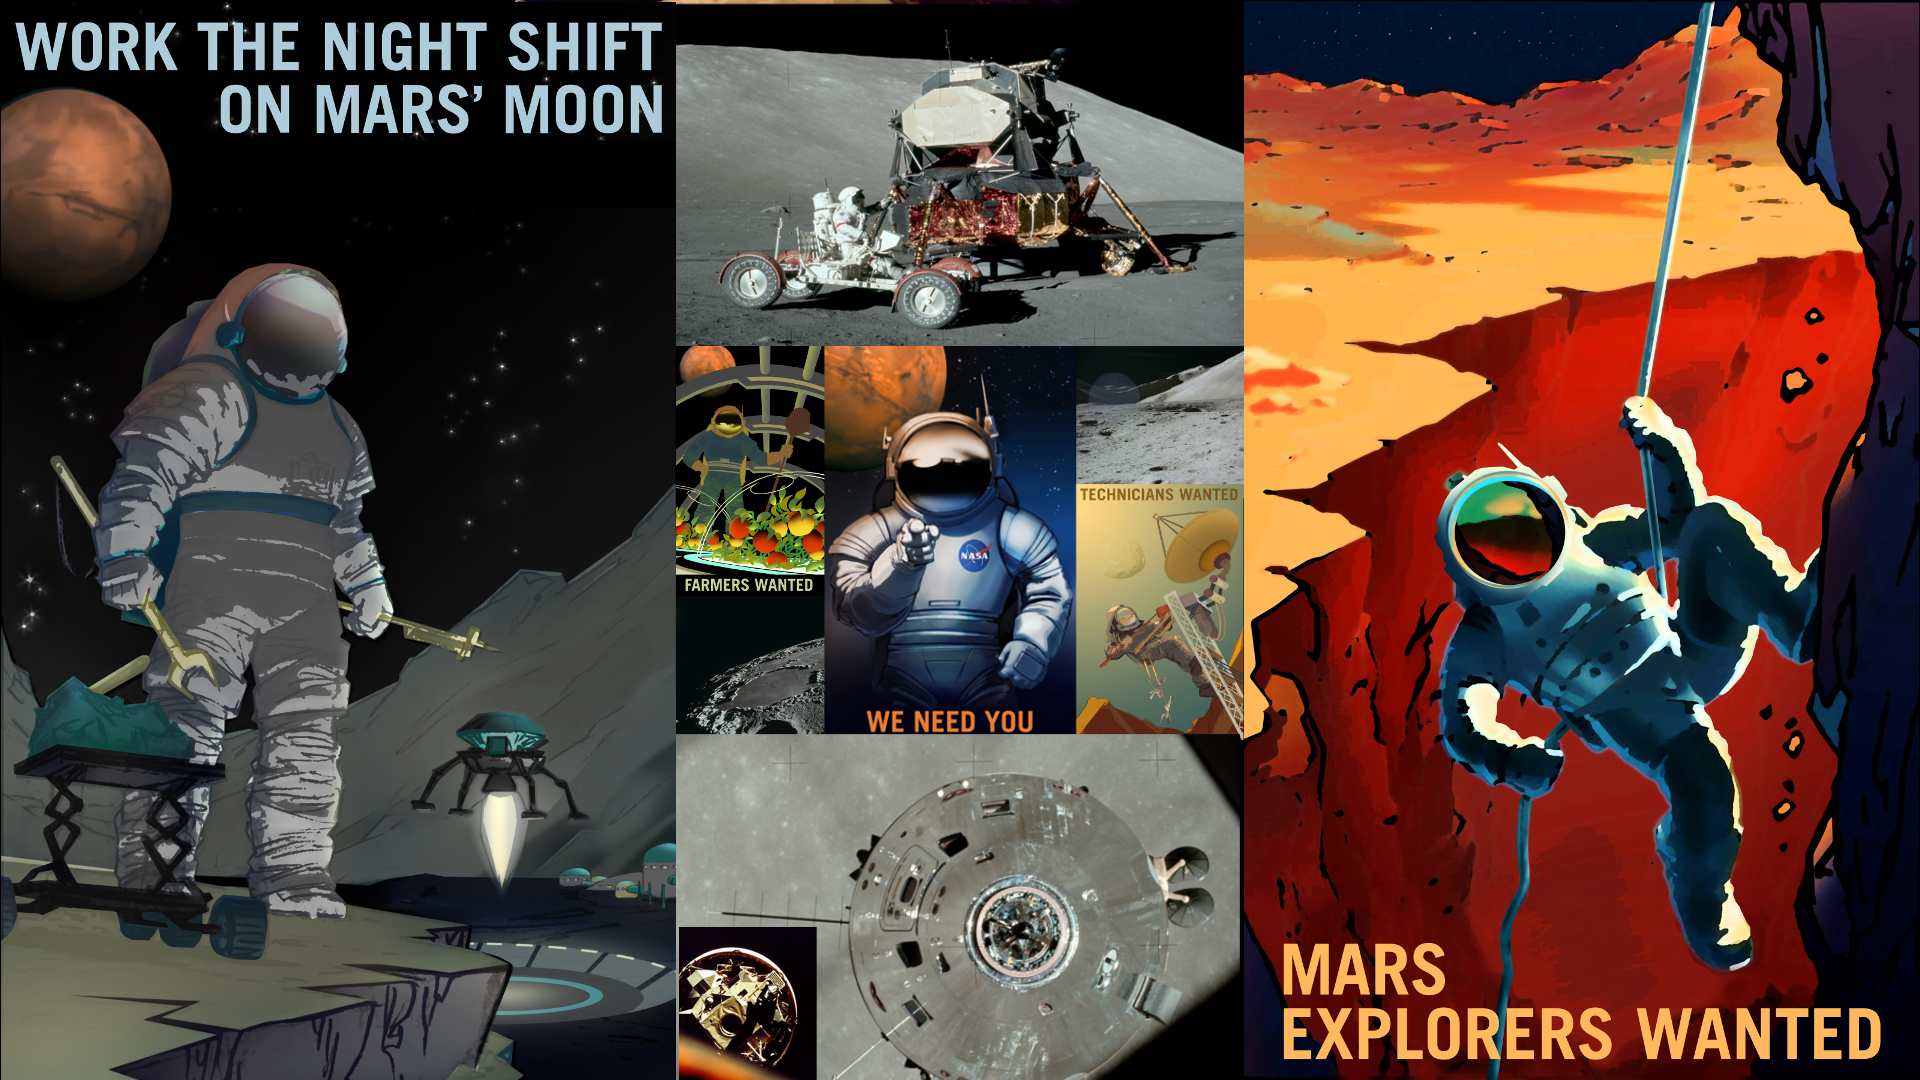 WORK THE NIGHT SHIFT
ON MARS’ MOON
FARMERS WANTED
NASA
WE NEED YOU
TECHNICIANS WANTED
MARS
EXPLORERS WANTED